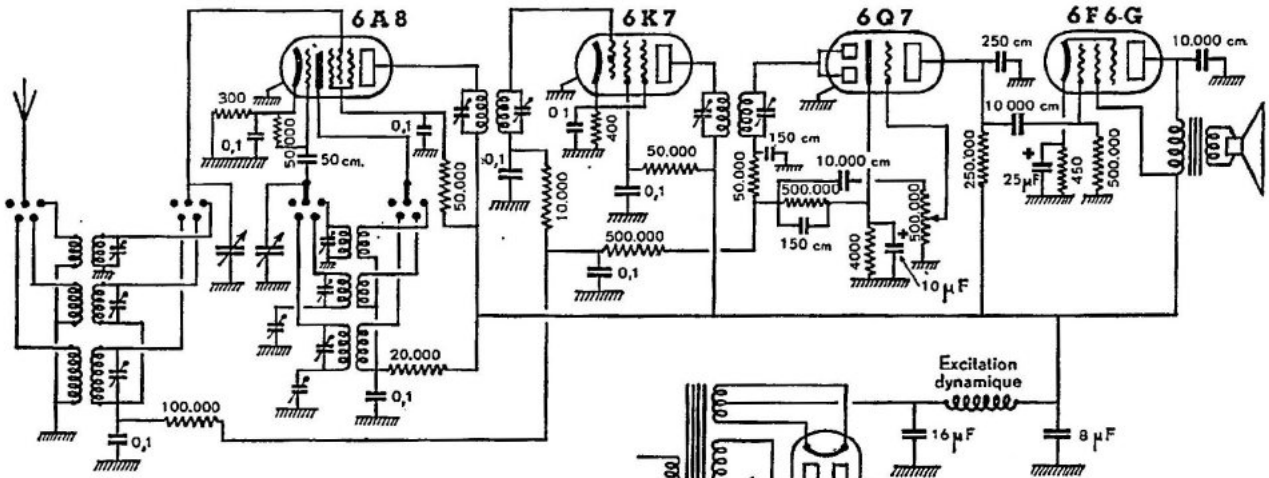 6A8
6K7
6Q7
6F6-G
300
0,1
50.000
50 cm.
0,1
50.000
0,1
10.000
0 1
400
50.000
0,1
500.000
0,1
50.000
150 cm
10.000 cm
500.000
150 cm
4000
+
10 µF
500.000
250 cm
10 000 cm
250.000
+
25µF
450
500.000
10.000 cm.
20.000
0,1
100.000
0,1
Excitation
dynamique
16µF
8µF